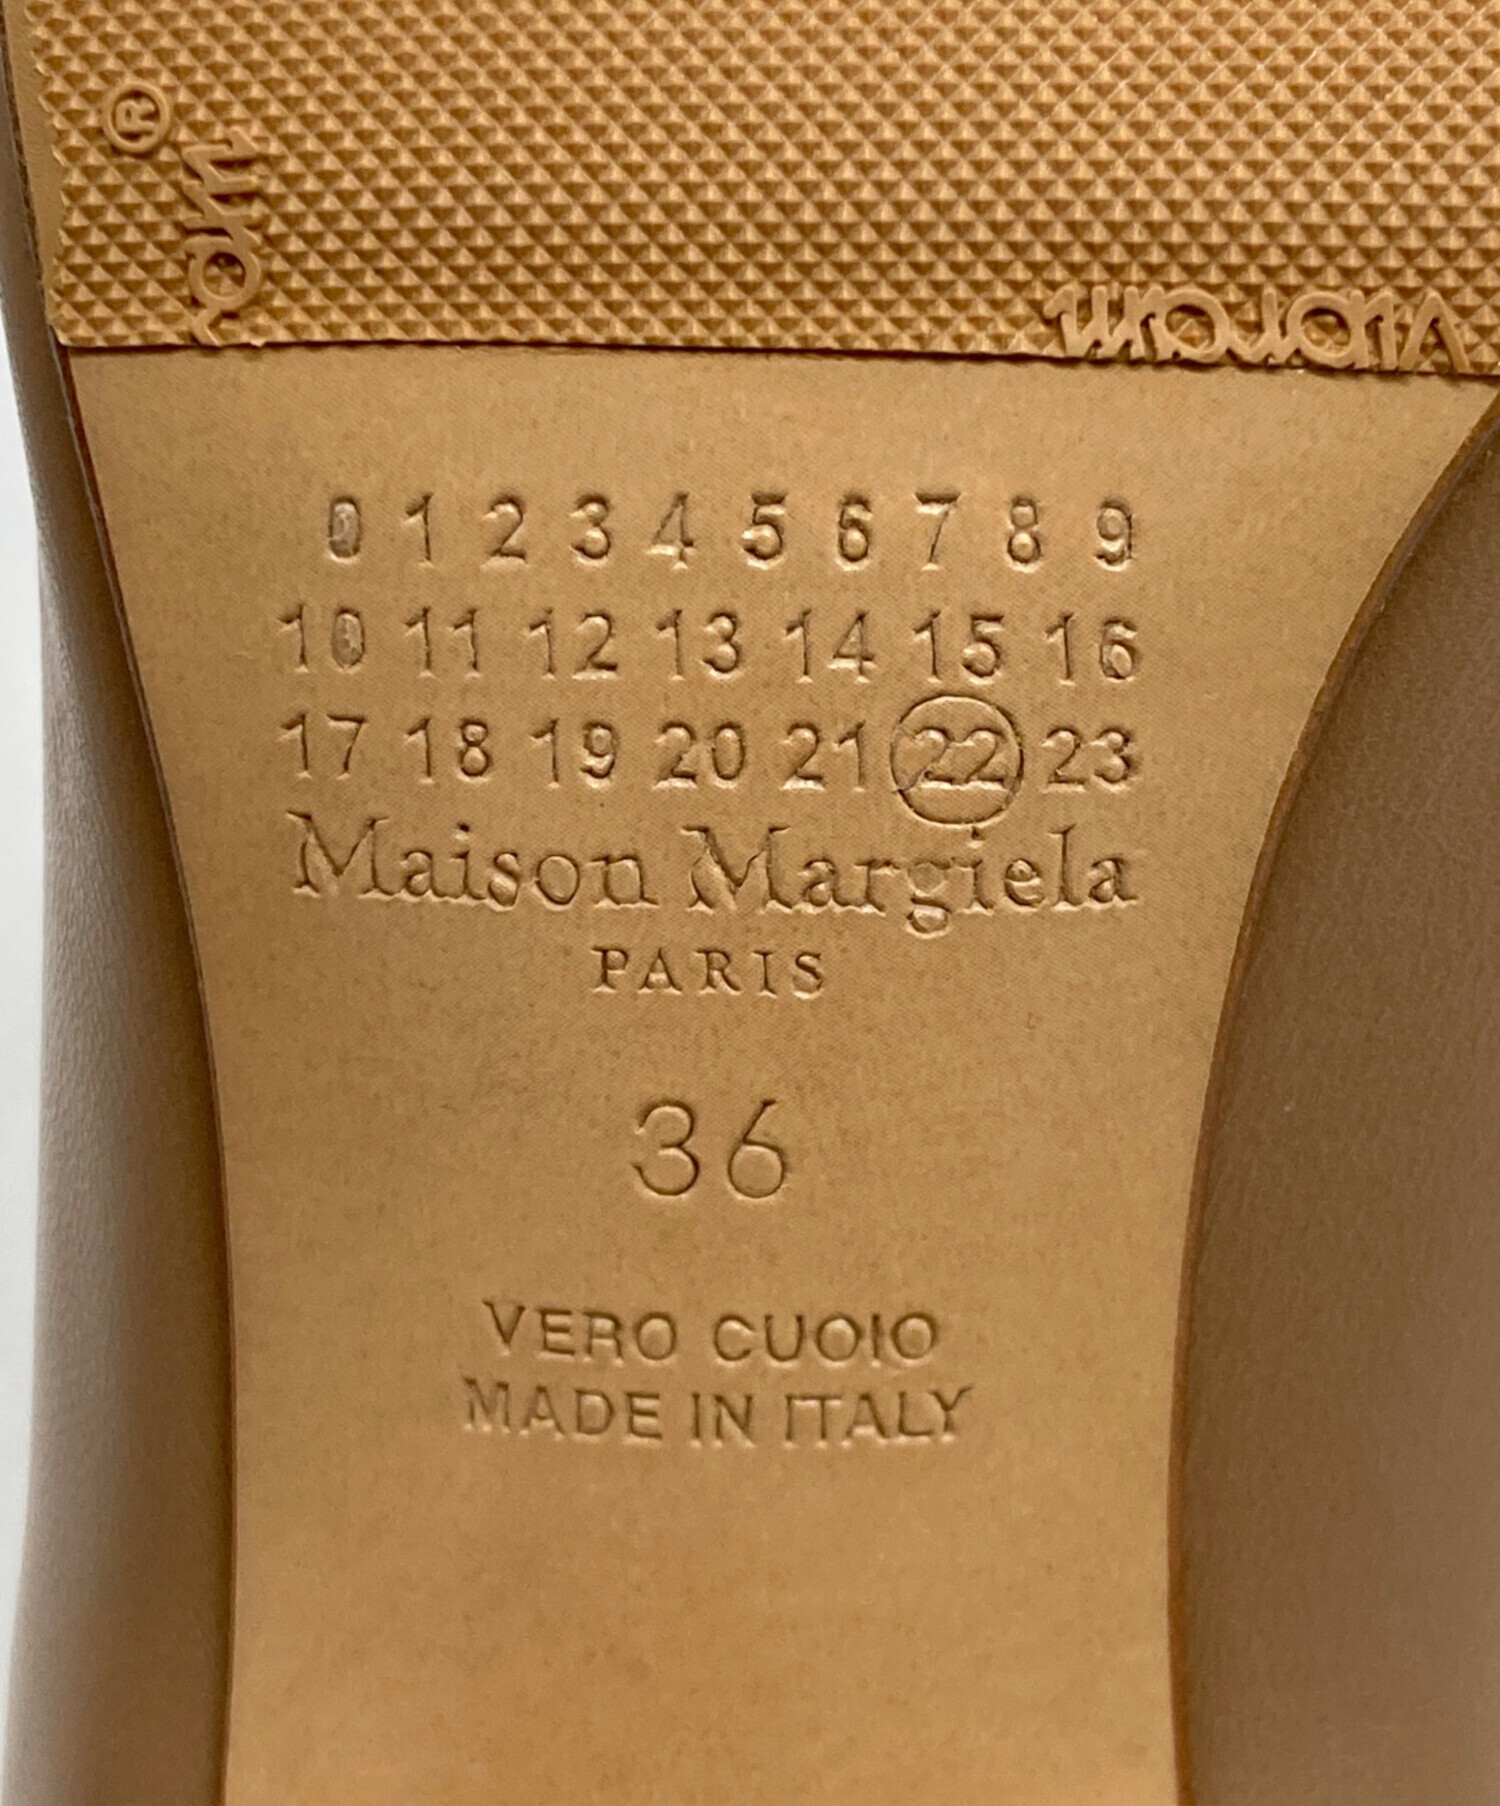 ®
0 1 2 3 4 5 6 7 8 9
10 11 12 13 14 15 16
17 18 19 20 21 22 23
Maison Margiela
PARIS
36
VERO CUOIO
MADE IN ITALY